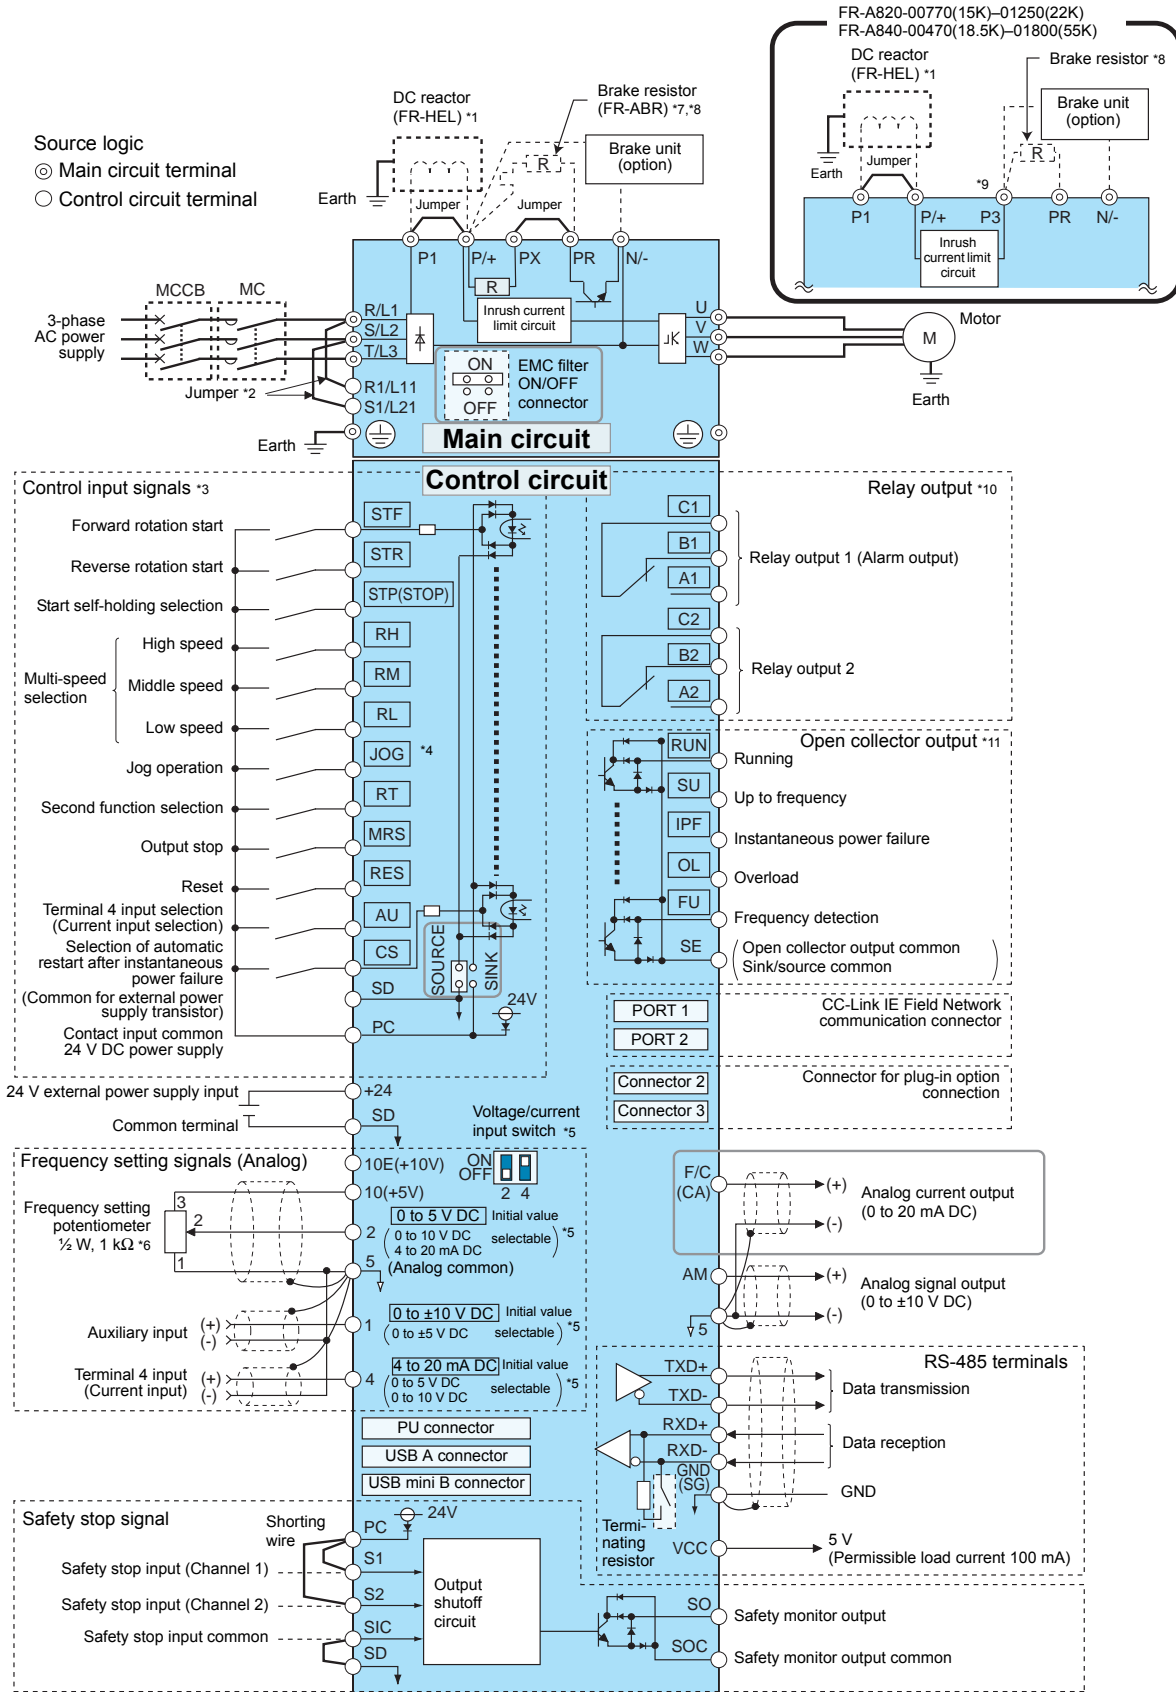 FR-A820-00770(15K)–01250(22K)
FR-A840-00470(18.5K)–01800(55K)
DC reactor
(FR-HEL) *1
Brake resistor *8
Brake unit
(option)
R
Earth
Jumper
*9
P1
P/+
P3
PR
N/-
Inrush
current limit
circuit
Source logic
Main circuit terminal
Control circuit terminal
DC reactor
(FR-HEL) *1
Brake resistor
(FR-ABR) *7,*8
Brake unit
(option)
R
Earth
Jumper
Jumper
P1
P/+
PX
PR
N/-
R
Inrush current
limit circuit
MCCB
MC
3-phase
AC power
supply
R/L1
S/L2
T/L3
R1/L11
S1/L21
Jumper *2
Earth
U
V
W
M
Motor
Earth
ON
OFF
EMC filter
ON/OFF
connector
Main circuit
Control circuit
Control input signals *3
Forward rotation start
STF
Reverse rotation start
STR
Start self-holding selection
STP(STOP)
Multi-speed
selection
High speed
RH
Middle speed
RM
Low speed
RL
Jog operation
JOG *4
Second function selection
RT
Output stop
MRS
Reset
RES
Terminal 4 input selection
(Current input selection)
AU
Selection of automatic
restart after instantaneous
power failure
CS
(Common for external power
supply transistor)
SD
Contact input common
24 V DC power supply
PC
SOURCE
SINK
24V
24 V external power supply input
+24
Common terminal
SD
Relay output *10
C1
B1
A1
Relay output 1 (Alarm output)
C2
B2
A2
Relay output 2
Open collector output *11
RUN
Running
SU
Up to frequency
IPF
Instantaneous power failure
OL
Overload
FU
Frequency detection
SE
Open collector output common
Sink/source common
PORT 1
PORT 2
CC-Link IE Field Network
communication connector
Connector 2
Connector 3
Connector for plug-in option
connection
Voltage/current
input switch *5
ON
OFF
2 4
Frequency setting signals (Analog)
Frequency setting
potentiometer
½ W, 1 kΩ *6
3
2
1
10E(+10V)
10(+5V)
2
0 to 5 V DC Initial value
0 to 10 V DC
4 to 20 mA DC
selectable *5
5
(Analog common)
Auxiliary input
(+)
(-)
1
0 to ±10 V DC Initial value
0 to ±5 V DC selectable *5
Terminal 4 input
(Current input)
(+)
(-)
4
4 to 20 mA DC Initial value
0 to 5 V DC
0 to 10 V DC
selectable *5
F/C
(CA)
(+)
(-)
Analog current output
(0 to 20 mA DC)
AM
(+)
(-)
Analog signal output
(0 to ±10 V DC)
5
RS-485 terminals
TXD+
TXD-
Data transmission
RXD+
RXD-
Data reception
GND
(SG)
GND
Termi-
nating
resistor
VCC
5 V
(Permissible load current 100 mA)
PU connector
USB A connector
USB mini B connector
Safety stop signal
Shorting
wire
PC
24V
Safety stop input (Channel 1)
S1
Safety stop input (Channel 2)
S2
Safety stop input common
SIC
SD
Output
shutoff
circuit
SO
Safety monitor output
SOC
Safety monitor output common